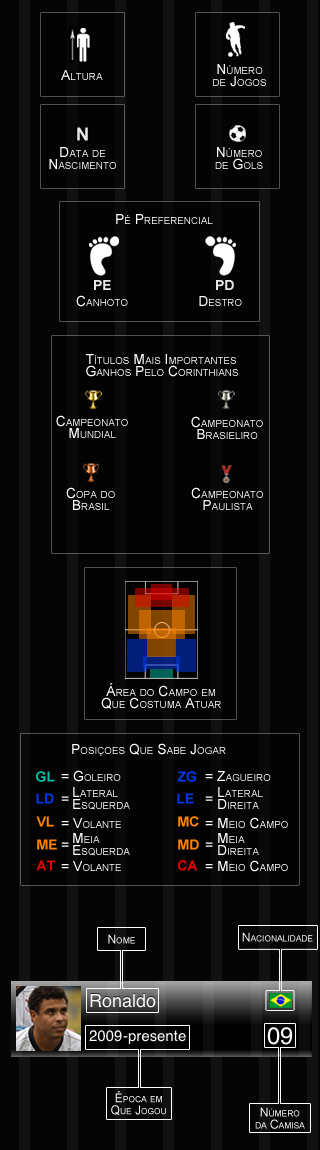 Altura
Número
de Jogos
N
Data de
Nascimento
Número
de Gols
Pé Preferencial
PE
Canhoto
PD
Destro
Títulos Mais Importantes
Ganhos Pelo Corinthians
Campeonato
Mundial
Campeonato
Brasieliro
Copa do
Brasil
Campeonato
Paulista
Área do Campo em
Que Costuma Atuar
Posiçoes Que Sabe Jogar
GL = Goleiro
ZG = Zagueiro
LD = Lateral
Esquerda
LE = Lateral
Direita
VL = Volante
MC = Meio Campo
ME = Meia
Esquerda
MD = Meia
Direita
AT = Volante
CA = Meio Campo
Nome
Nacionalidade
Ronaldo
2009-presente
09
Época em
Que Jogou
Número
da Camisa